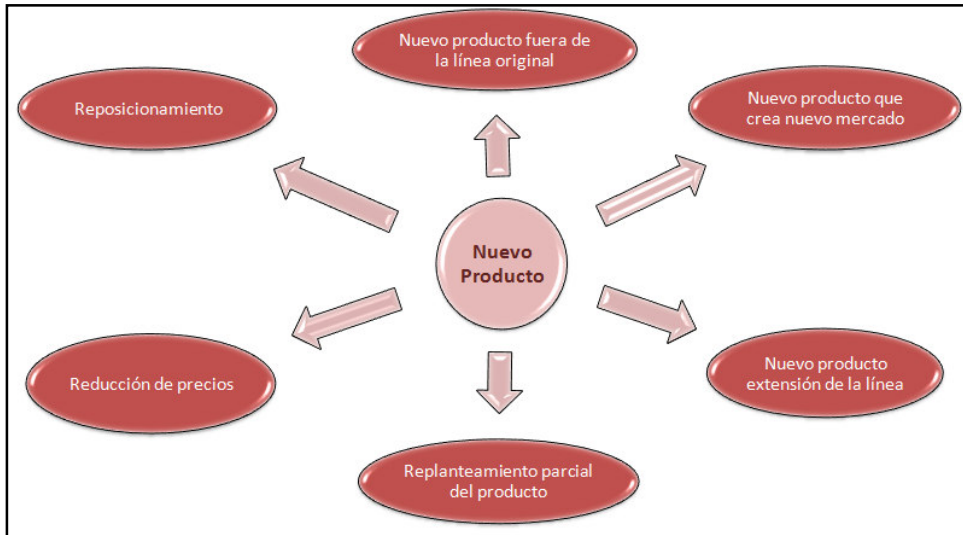 Nuevo producto fuera de
la línea original
Reposicionamiento
Nuevo producto que
crea nuevo mercado
Nuevo
Producto
Reducción de precios
Nuevo producto
extensión de la línea
Replanteamiento parcial
del producto